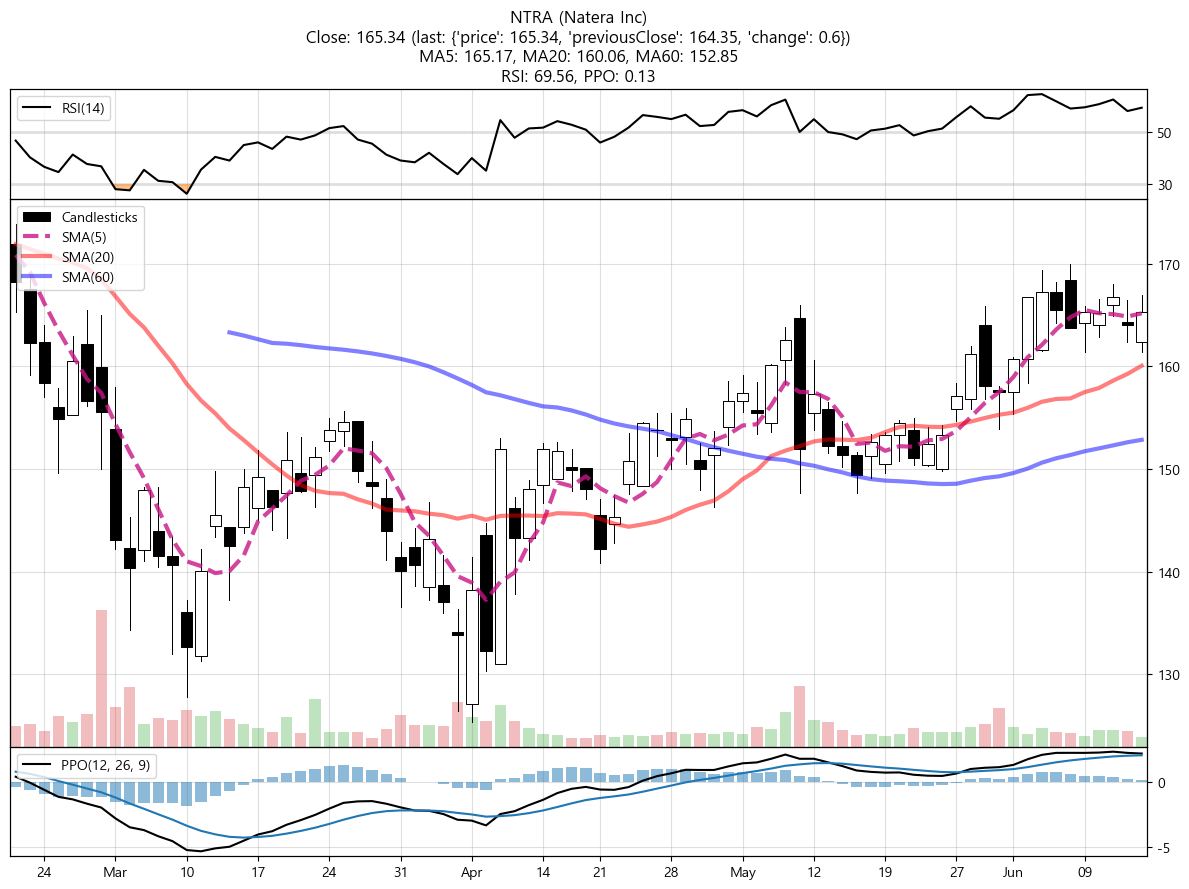 NTRA (Natera Inc)
Close: 165.34 (last: {'price': 165.34, 'previousClose': 164.35, 'change': 0.6})
MA5: 165.17, MA20: 160.06, MA60: 152.85
RSI: 69.56, PPO: 0.13
RSI(14)
50
30
Candlesticks
SMA(5)
SMA(20)
SMA(60)
170
160
150
140
130
PPO(12, 26, 9)
0
-5
24 Mar 10 17 24 31 Apr 14 21 28 May 12 19 27 Jun 09